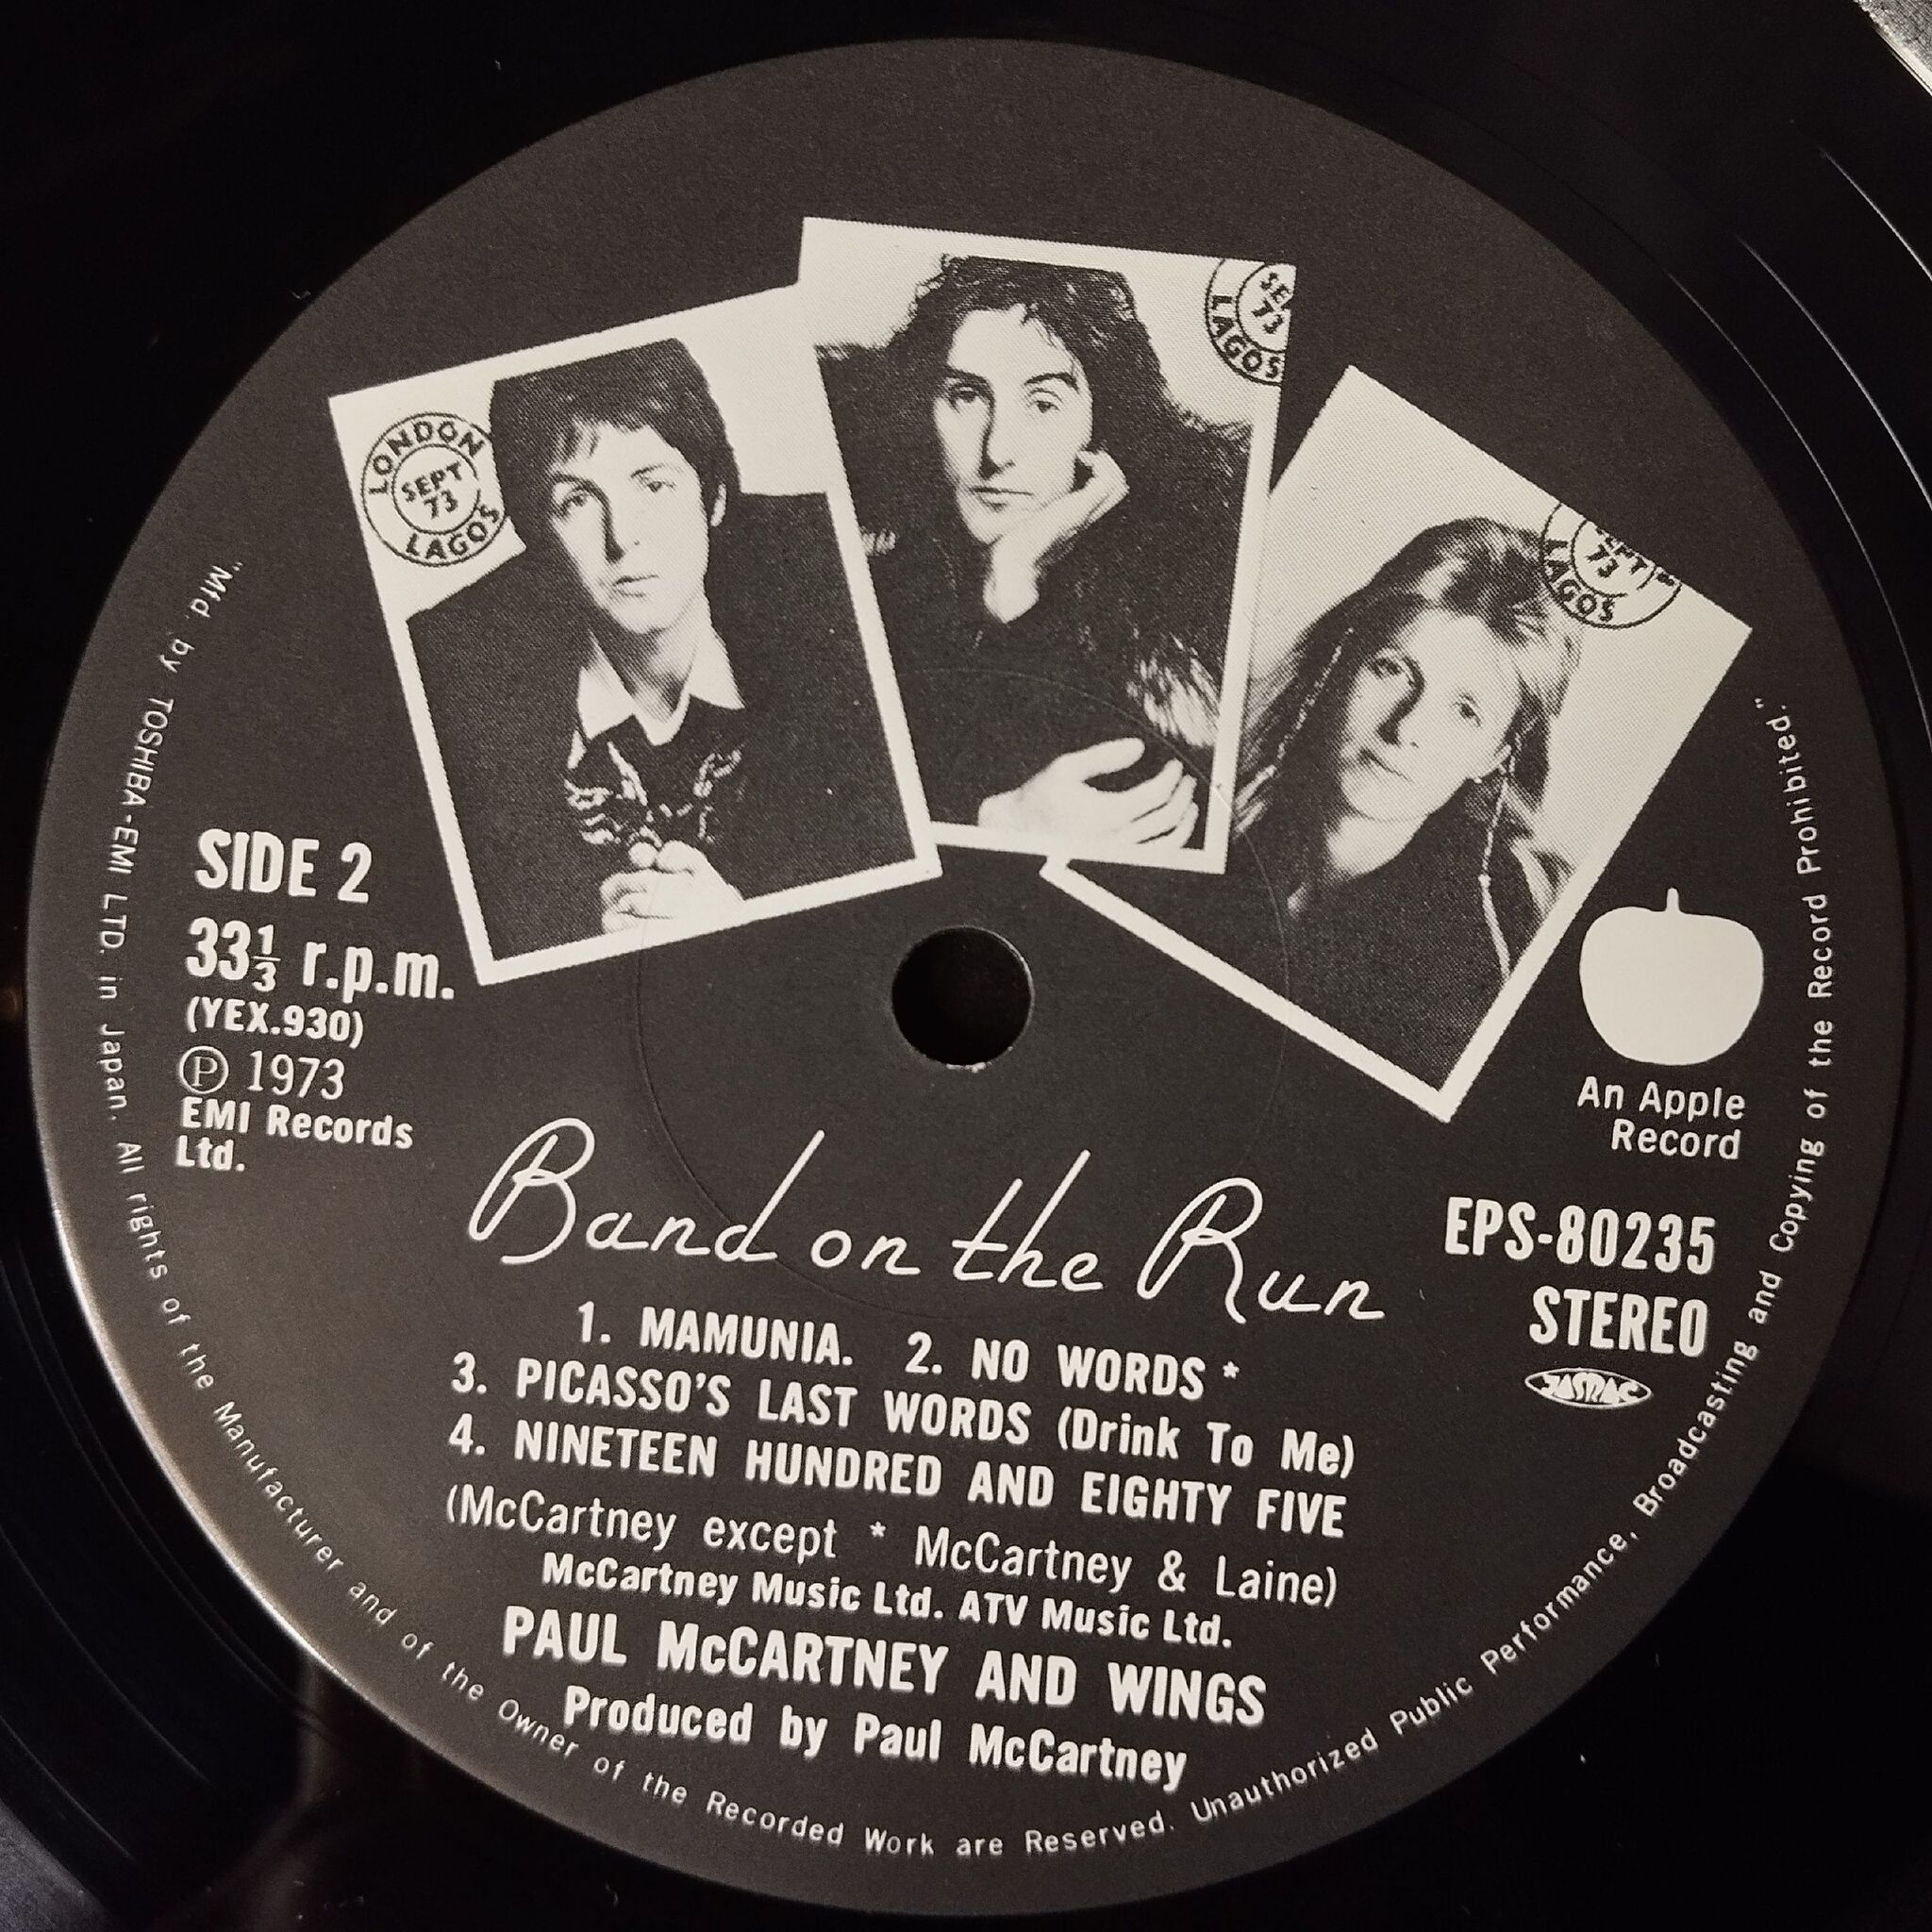 LONDON
SEPT
73
LAGOS
SE
73
LAGOS
73
LAGOS
SIDE 2
33⅓ r.p.m.
(YEX.930)
Ⓟ 1973
EMI Records
Ltd.
An Apple
Record
EPS-80235
STEREO
JASRAC
Band on the Run
1. MAMUNIA. 2. NO WORDS *
3. PICASSO'S LAST WORDS (Drink To Me)
4. NINETEEN HUNDRED AND EIGHTY FIVE
(McCartney except * McCartney & Laine)
McCartney Music Ltd. ATV Music Ltd.
PAUL McCARTNEY AND WINGS
Produced by Paul McCartney
"Mfd. by TOSHIBA-EMI LTD. in Japan. All rights of the Manufacturer and of the Owner of the Recorded Work are Reserved. Unauthorized Public Performance, Broadcasting and Copying of the Record Prohibited."